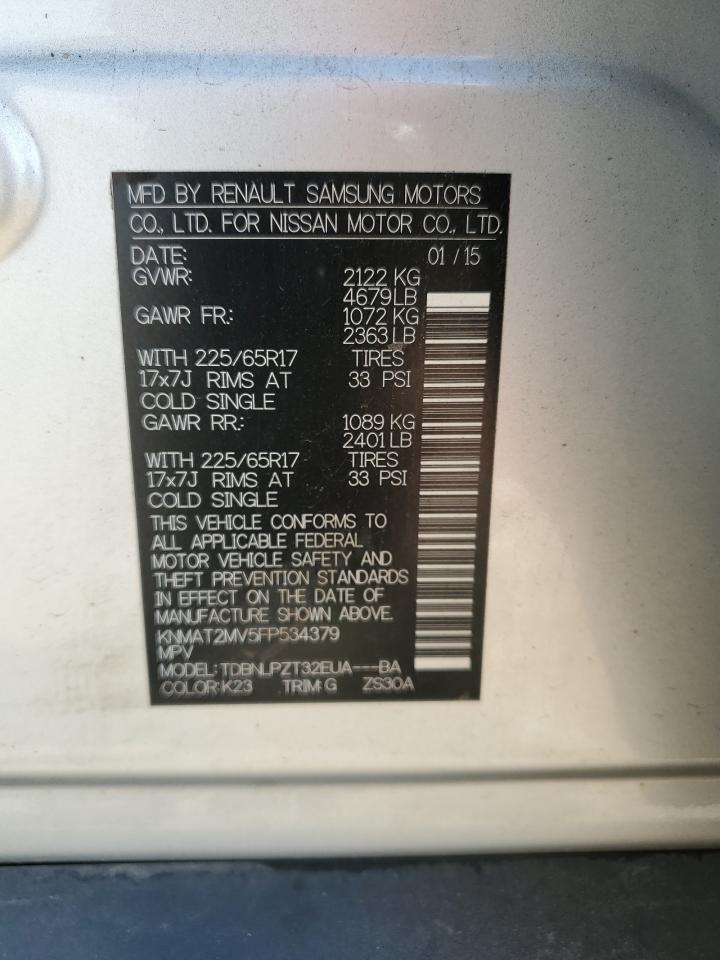 MFD BY RENAULT SAMSUNG MOTORS
CO., LTD. FOR NISSAN MOTOR CO., LTD.
DATE: 01 / 15
GVWR: 2122 KG
4679LB
GAWR FR.: 1072 KG
2363 LB
WITH 225/65R17 TIRES
17x7J RIMS AT 33 PSI
COLD SINGLE
GAWR RR.: 1089 KG
2401 LB
WITH 225/65R17 TIRES
17x7J RIMS AT 33 PSI
COLD SINGLE
THIS VEHICLE CONFORMS TO
ALL APPLICABLE FEDERAL
MOTOR VEHICLE SAFETY AND
THEFT PREVENTION STANDARDS
IN EFFECT ON THE DATE OF
MANUFACTURE SHOWN ABOVE.
KNMAT2MV5FP534379
MPV
MODEL: TDBNLPZT32EUA---BA
COLOR:K23 TRIM:G ZS30A